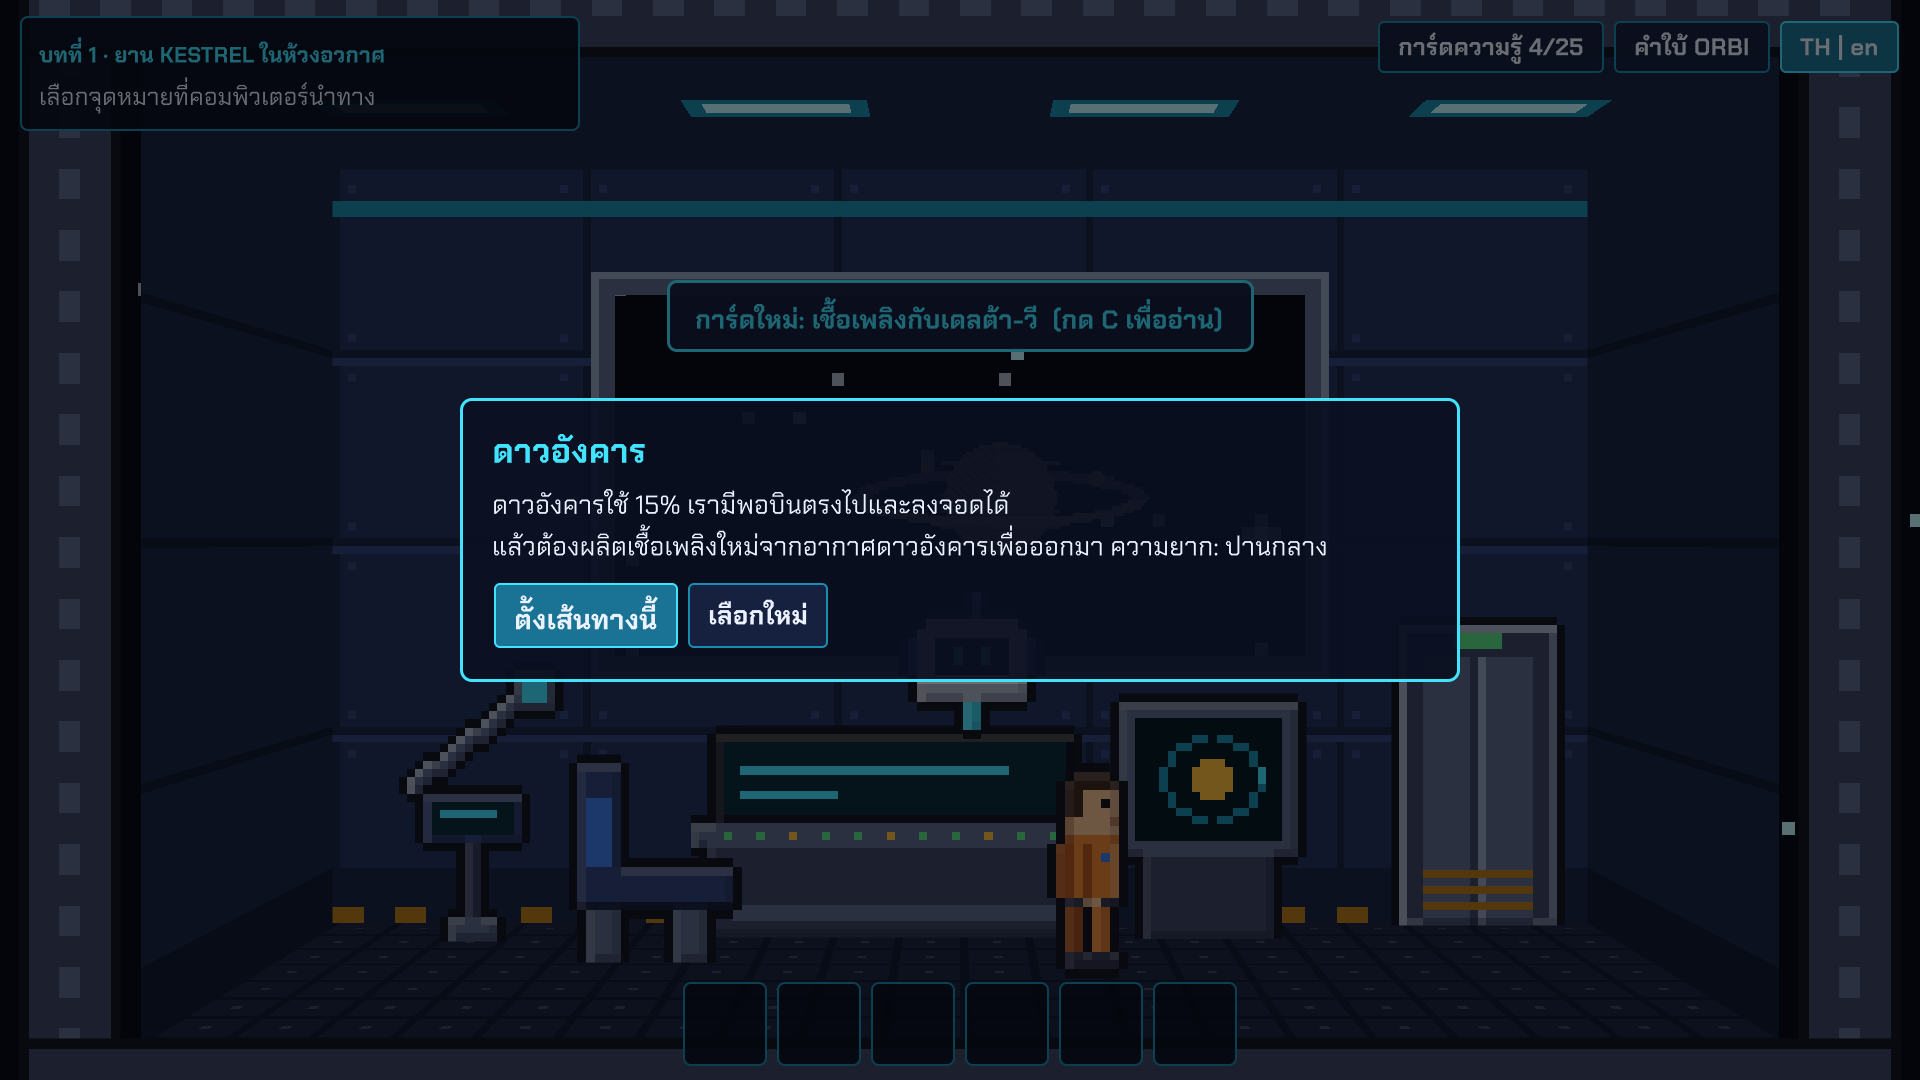 บทที่ 1 · ยาน KESTREL ในห้วงอวกาศ
เลือกจุดหมายที่คอมพิวเตอร์นำทาง
การ์ดความรู้ 4/25
คำใบ้ ORBI
TH | en
การ์ดใหม่: เชื้อเพลิงกับเดลต้า-วี (กด C เพื่ออ่าน)
ดาวอังคาร
ดาวอังคารใช้ 15% เรามีพอบินตรงไปและลงจอดได้
แล้วต้องผลิตเชื้อเพลิงใหม่จากอากาศดาวอังคารเพื่อออกมา ความยาก: ปานกลาง
ตั้งเส้นทางนี้
เลือกใหม่